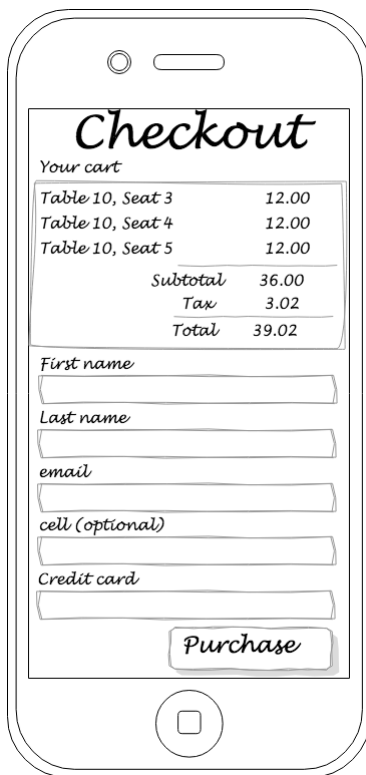 Checkout
Your cart
Table 10, Seat 3 12.00
Table 10, Seat 4 12.00
Table 10, Seat 5 12.00
Subtotal 36.00
Tax 3.02
Total 39.02
First name
Last name
email
cell (optional)
Credit card
Purchase